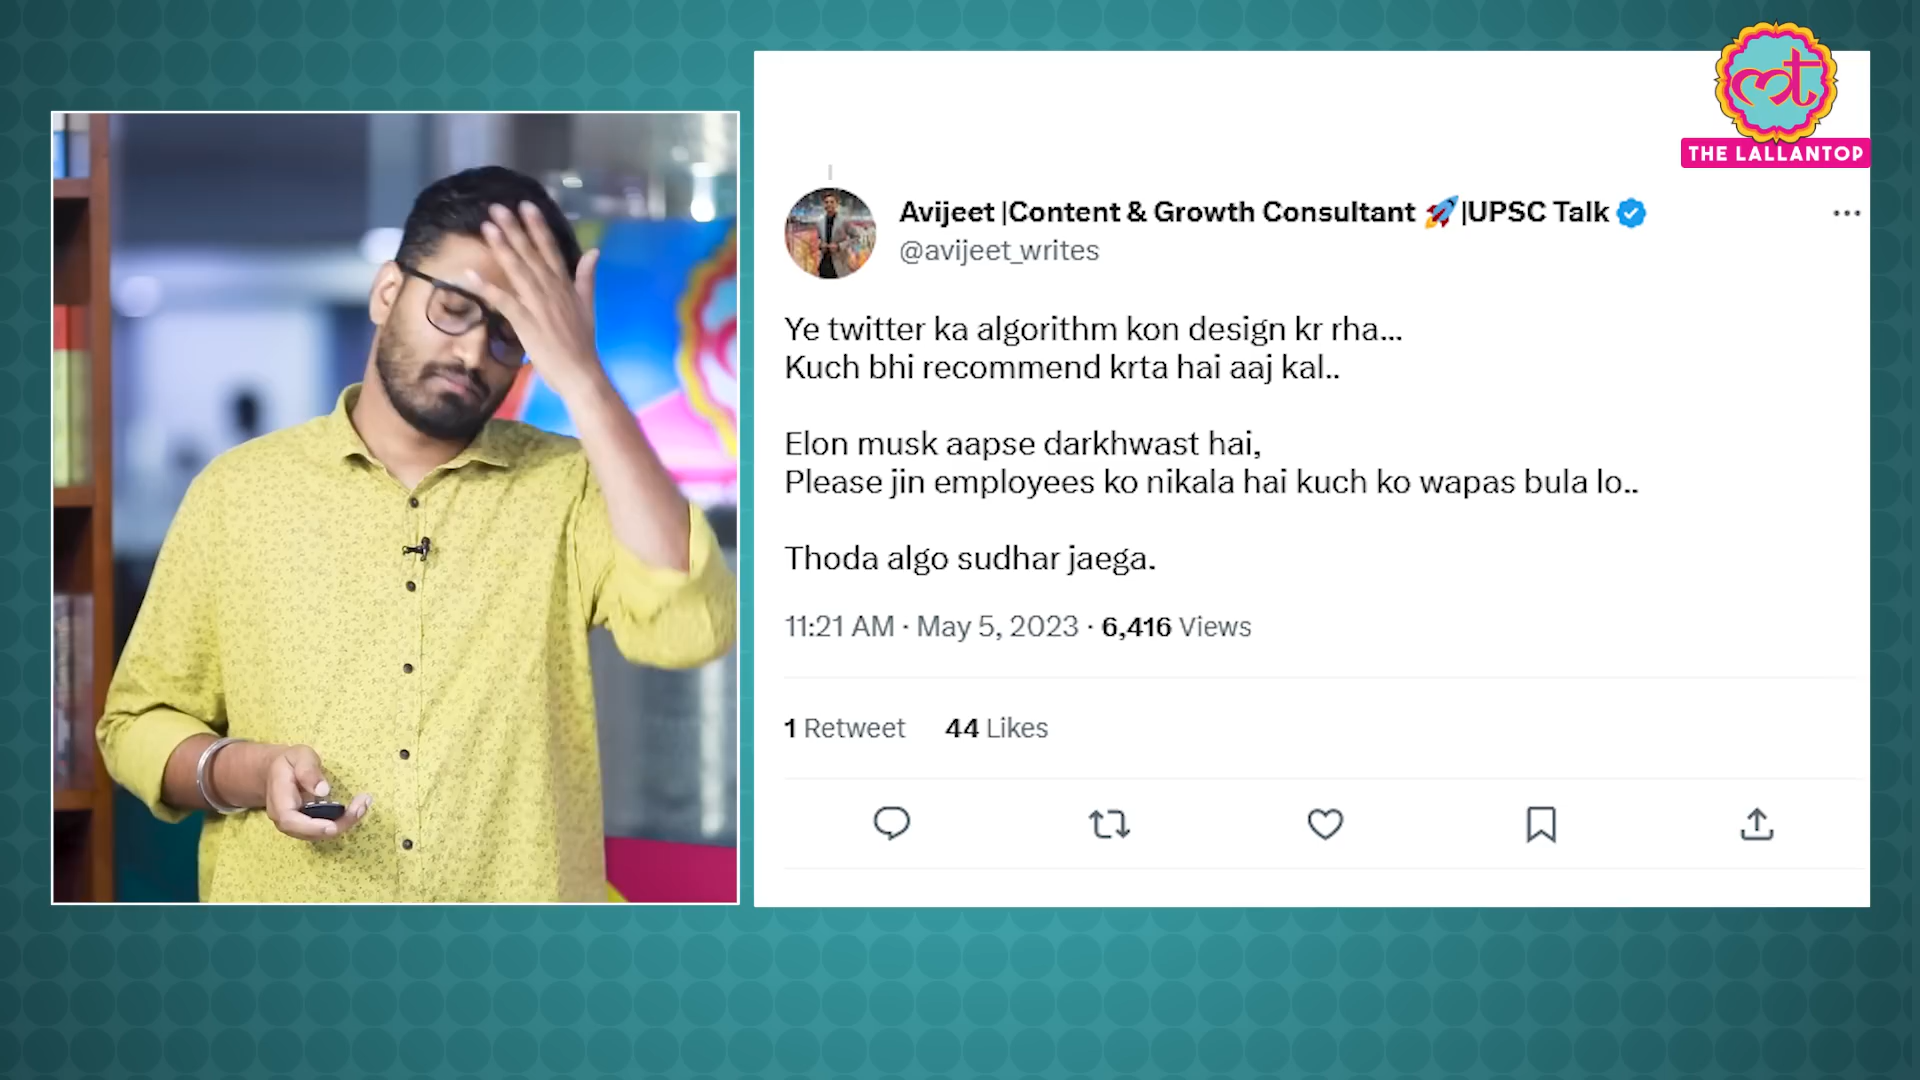 THE LALLANTOP
Avijeet |Content & Growth Consultant 🚀|UPSC Talk
@avijeet_writes
Ye twitter ka algorithm kon design kr rha...
Kuch bhi recommend krta hai aaj kal..
Elon musk aapse darkhwast hai,
Please jin employees ko nikala hai kuch ko wapas bula lo..
Thoda algo sudhar jaega.
11:21 AM · May 5, 2023 · 6,416 Views
1 Retweet 44 Likes